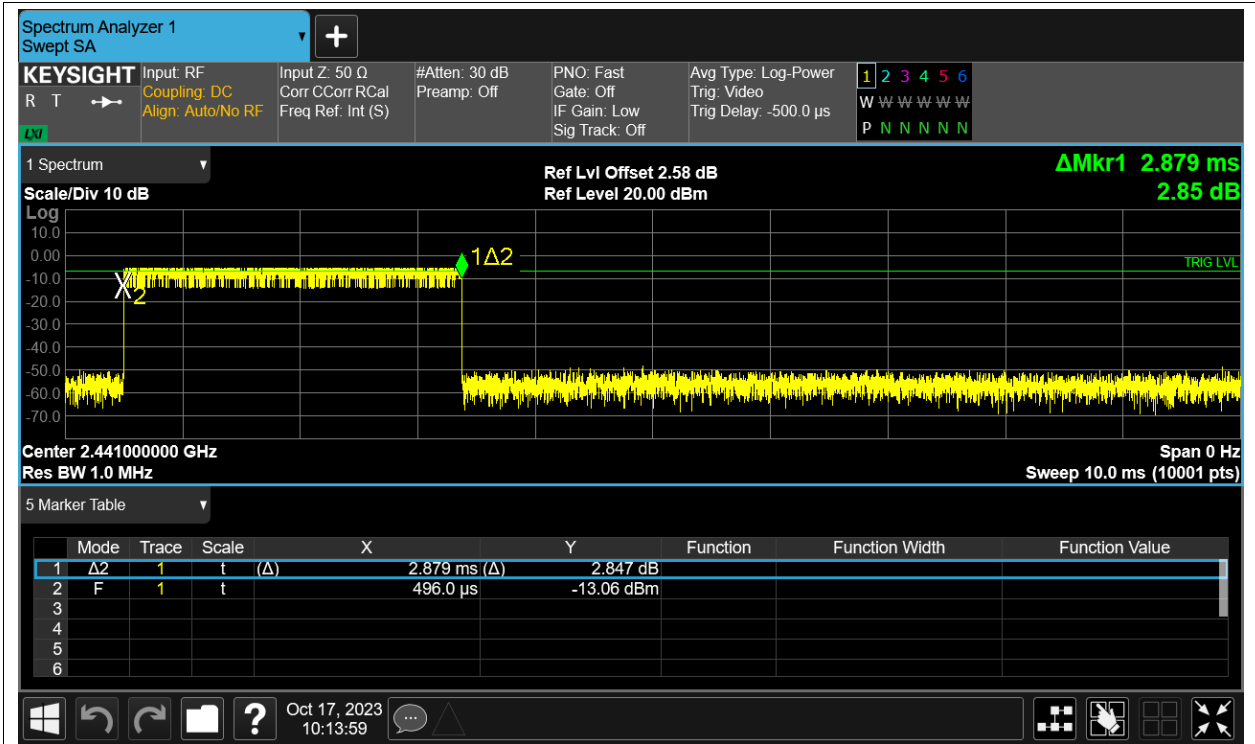 Spectrum Analyzer 1
Swept SA
KEYSIGHT
R T
LXI
Input: RF
Coupling: DC
Align: Auto/No RF
Input Z: 50 Ω
Corr CCorr RCal
Freq Ref: Int (S)
#Atten: 30 dB
Preamp: Off
PNO: Fast
Gate: Off
IF Gain: Low
Sig Track: Off
Avg Type: Log-Power
Trig: Video
Trig Delay: -500.0 µs
1 2 3 4 5 6
W W W W W W
P N N N N N
1 Spectrum
Scale/Div 10 dB
Ref Lvl Offset 2.58 dB
Ref Level 20.00 dBm
ΔMkr1 2.879 ms
2.85 dB
Log
10.0
0.00
-10.0
-20.0
-30.0
-40.0
-50.0
-60.0
-70.0
1Δ2
2
TRIG LVL
Center 2.441000000 GHz
Res BW 1.0 MHz
Span 0 Hz
Sweep 10.0 ms (10001 pts)
5 Marker Table
Mode Trace Scale X Y Function Function Width Function Value
1 Δ2 1 t (Δ) 2.879 ms (Δ) 2.847 dB
2 F 1 t 496.0 µs -13.06 dBm
3
4
5
6
?
Oct 17, 2023
10:13:59